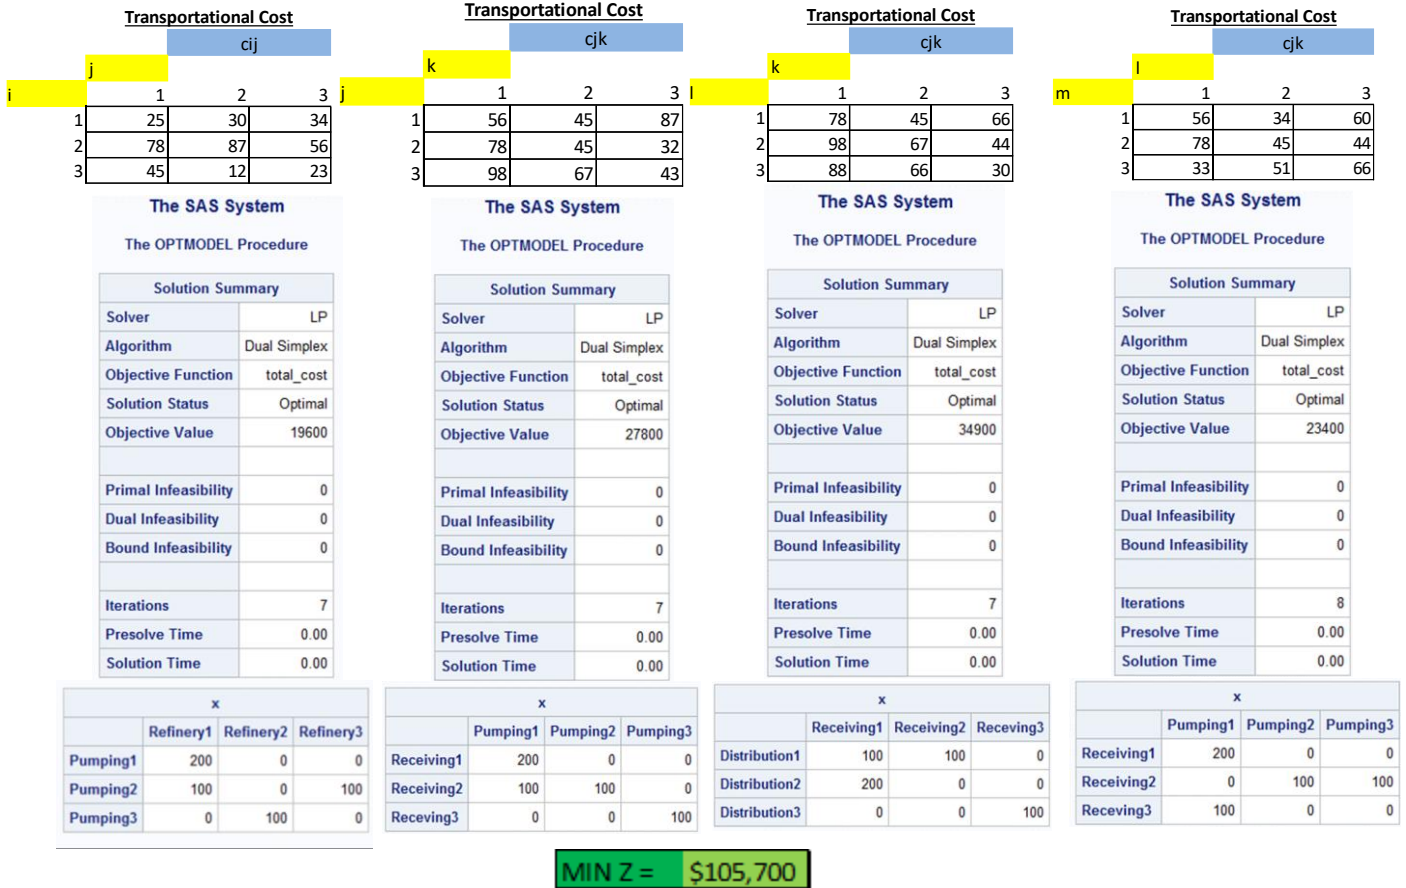 Transportational Cost
cij
j
i
1 2 3
1 25 30 34
2 78 87 56
3 45 12 23
The SAS System
The OPTMODEL Procedure
Solution Summary
Solver LP
Algorithm Dual Simplex
Objective Function total_cost
Solution Status Optimal
Objective Value 19600
Primal Infeasibility 0
Dual Infeasibility 0
Bound Infeasibility 0
Iterations 7
Presolve Time 0.00
Solution Time 0.00
x
Refinery1 Refinery2 Refinery3
Pumping1 200 0 0
Pumping2 100 0 100
Pumping3 0 100 0
Transportational Cost
cjk
k
j
1 2 3
1 56 45 87
2 78 45 32
3 98 67 43
The SAS System
The OPTMODEL Procedure
Solution Summary
Solver LP
Algorithm Dual Simplex
Objective Function total_cost
Solution Status Optimal
Objective Value 27800
Primal Infeasibility 0
Dual Infeasibility 0
Bound Infeasibility 0
Iterations 7
Presolve Time 0.00
Solution Time 0.00
x
Pumping1 Pumping2 Pumping3
Receiving1 200 0 0
Receiving2 100 100 0
Receving3 0 0 100
Transportational Cost
cjk
k
l
1 2 3
1 78 45 66
2 98 67 44
3 88 66 30
The SAS System
The OPTMODEL Procedure
Solution Summary
Solver LP
Algorithm Dual Simplex
Objective Function total_cost
Solution Status Optimal
Objective Value 34900
Primal Infeasibility 0
Dual Infeasibility 0
Bound Infeasibility 0
Iterations 7
Presolve Time 0.00
Solution Time 0.00
x
Receiving1 Receiving2 Receving3
Distribution1 100 100 0
Distribution2 200 0 0
Distribution3 0 0 100
Transportational Cost
cjk
l
m
1 2 3
1 56 34 60
2 78 45 44
3 33 51 66
The SAS System
The OPTMODEL Procedure
Solution Summary
Solver LP
Algorithm Dual Simplex
Objective Function total_cost
Solution Status Optimal
Objective Value 23400
Primal Infeasibility 0
Dual Infeasibility 0
Bound Infeasibility 0
Iterations 8
Presolve Time 0.00
Solution Time 0.00
x
Pumping1 Pumping2 Pumping3
Receiving1 200 0 0
Receiving2 0 100 100
Receving3 100 0 0
MIN Z = $105,700